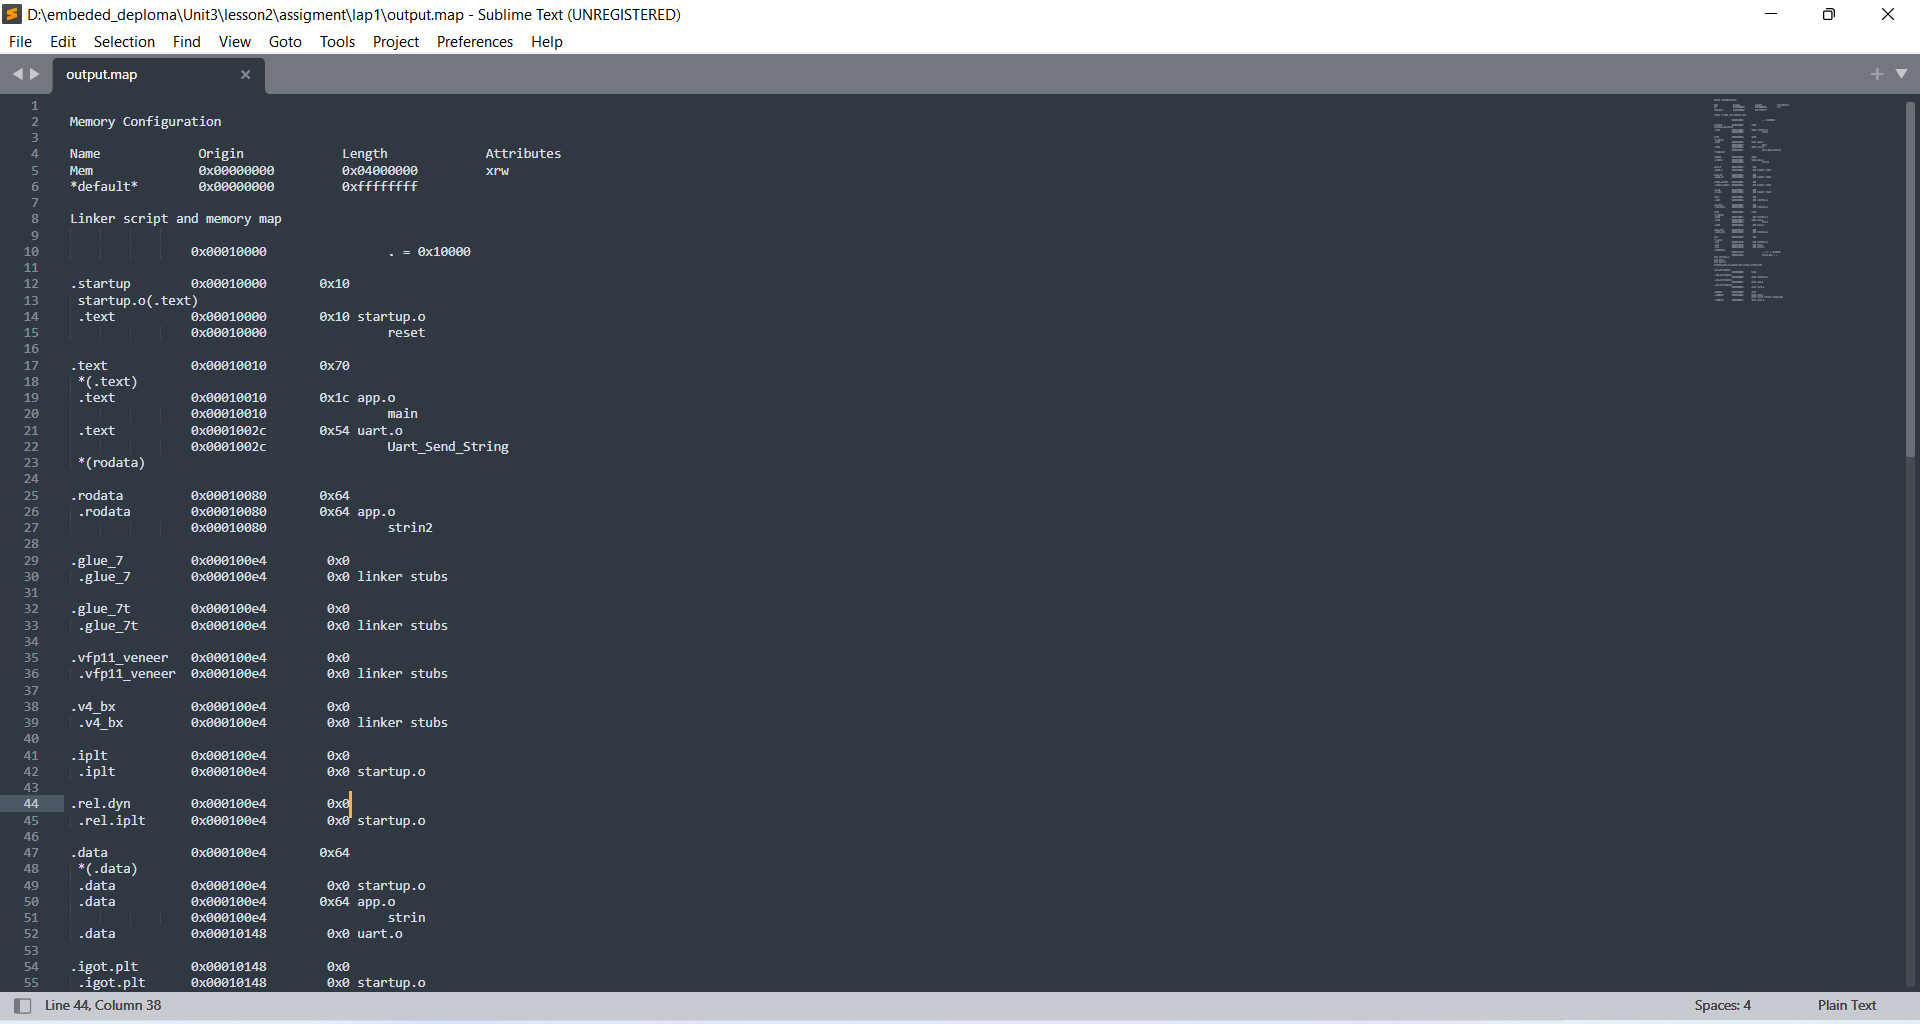 D:\embeded_deploma\Unit3\lesson2\assigment\lap1\output.map - Sublime Text (UNREGISTERED)
File Edit Selection Find View Goto Tools Project Preferences Help
output.map
1
2 Memory Configuration
3
4 Name Origin Length Attributes
5 Mem 0x00000000 0x04000000 xrw
6 *default* 0x00000000 0xffffffff
7
8 Linker script and memory map
9
10 0x00010000 . = 0x10000
11
12 .startup 0x00010000 0x10
13 startup.o(.text)
14 .text 0x00010000 0x10 startup.o
15 0x00010000 reset
16
17 .text 0x00010010 0x70
18 *(.text)
19 .text 0x00010010 0x1c app.o
20 0x00010010 main
21 .text 0x0001002c 0x54 uart.o
22 0x0001002c Uart_Send_String
23 *(rodata)
24
25 .rodata 0x00010080 0x64
26 .rodata 0x00010080 0x64 app.o
27 0x00010080 strin2
28
29 .glue_7 0x000100e4 0x0
30 .glue_7 0x000100e4 0x0 linker stubs
31
32 .glue_7t 0x000100e4 0x0
33 .glue_7t 0x000100e4 0x0 linker stubs
34
35 .vfp11_veneer 0x000100e4 0x0
36 .vfp11_veneer 0x000100e4 0x0 linker stubs
37
38 .v4_bx 0x000100e4 0x0
39 .v4_bx 0x000100e4 0x0 linker stubs
40
41 .iplt 0x000100e4 0x0
42 .iplt 0x000100e4 0x0 startup.o
43
44 .rel.dyn 0x000100e4 0x0
45 .rel.iplt 0x000100e4 0x0 startup.o
46
47 .data 0x000100e4 0x64
48 *(.data)
49 .data 0x000100e4 0x0 startup.o
50 .data 0x000100e4 0x64 app.o
51 0x000100e4 strin
52 .data 0x00010148 0x0 uart.o
53
54 .igot.plt 0x00010148 0x0
55 .igot.plt 0x00010148 0x0 startup.o
Line 44, Column 38 Spaces: 4 Plain Text